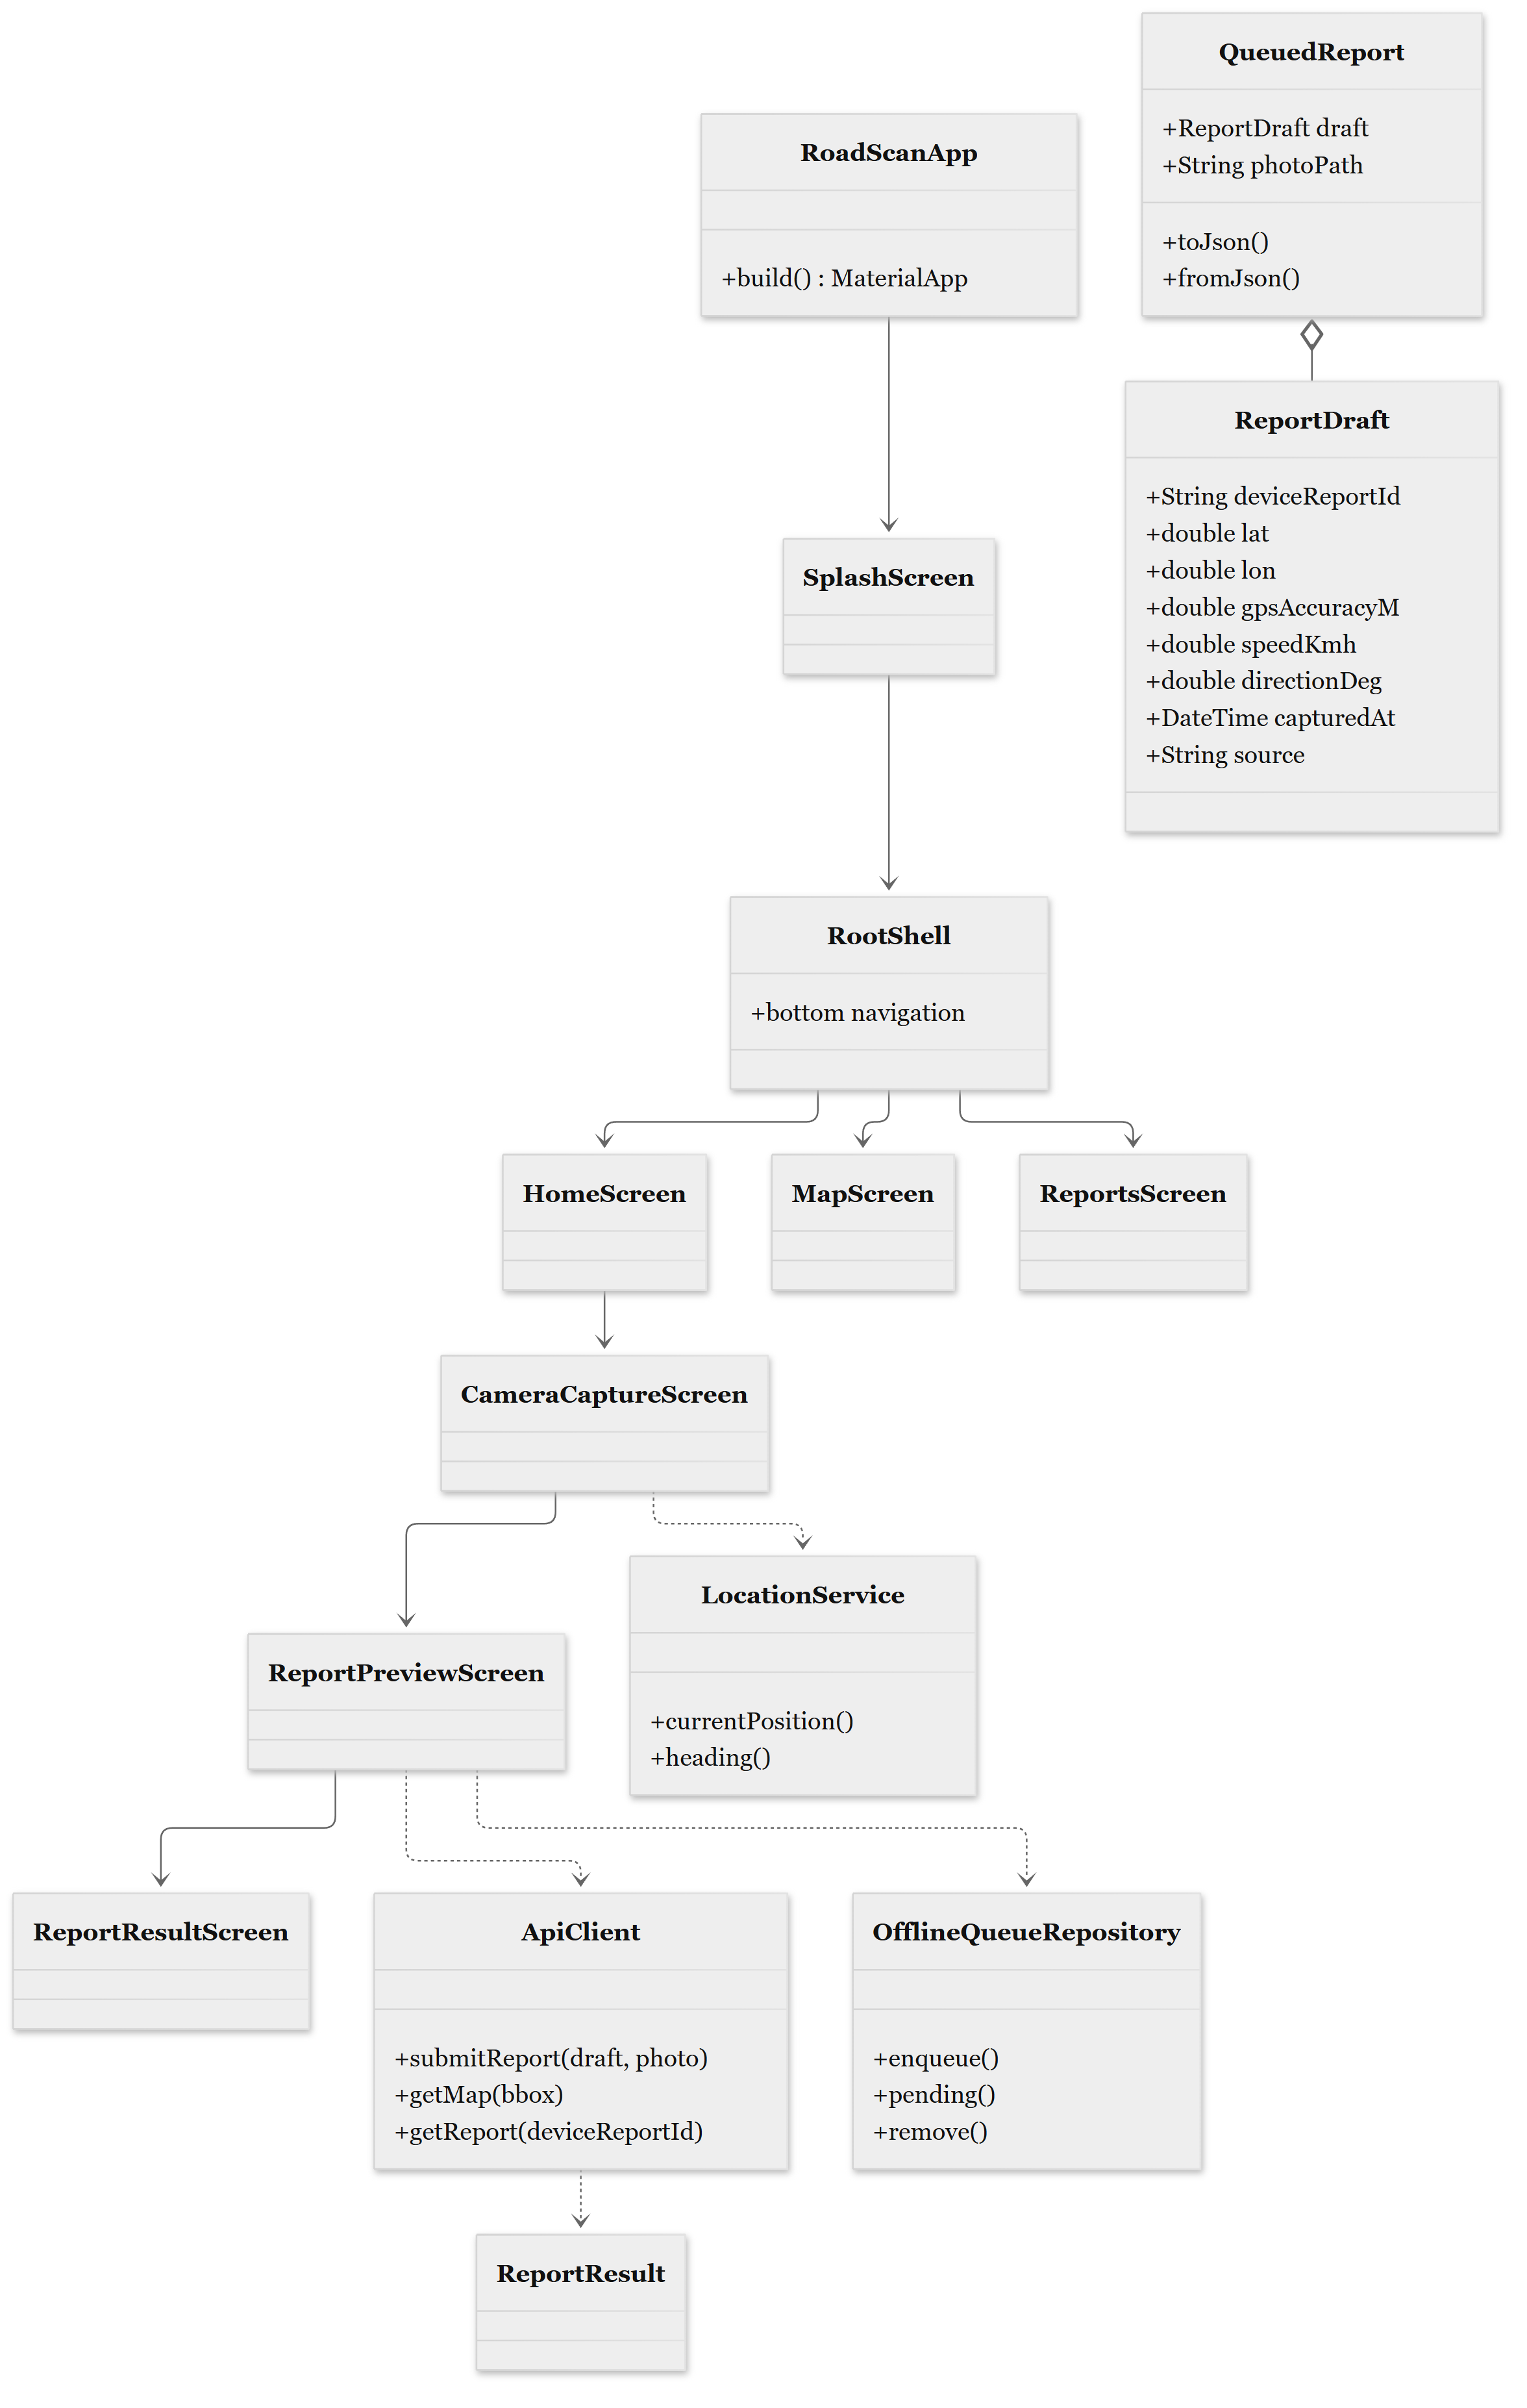 QueuedReport
+ReportDraft draft
+String photoPath
+toJson()
+fromJson()
RoadScanApp
+build() : MaterialApp
ReportDraft
+String deviceReportId
+double lat
+double lon
+double gpsAccuracyM
+double speedKmh
+double directionDeg
+DateTime capturedAt
+String source
SplashScreen
RootShell
+bottom navigation
HomeScreen
MapScreen
ReportsScreen
CameraCaptureScreen
LocationService
+currentPosition()
+heading()
ReportPreviewScreen
ReportResultScreen
ApiClient
+submitReport(draft, photo)
+getMap(bbox)
+getReport(deviceReportId)
OfflineQueueRepository
+enqueue()
+pending()
+remove()
ReportResult